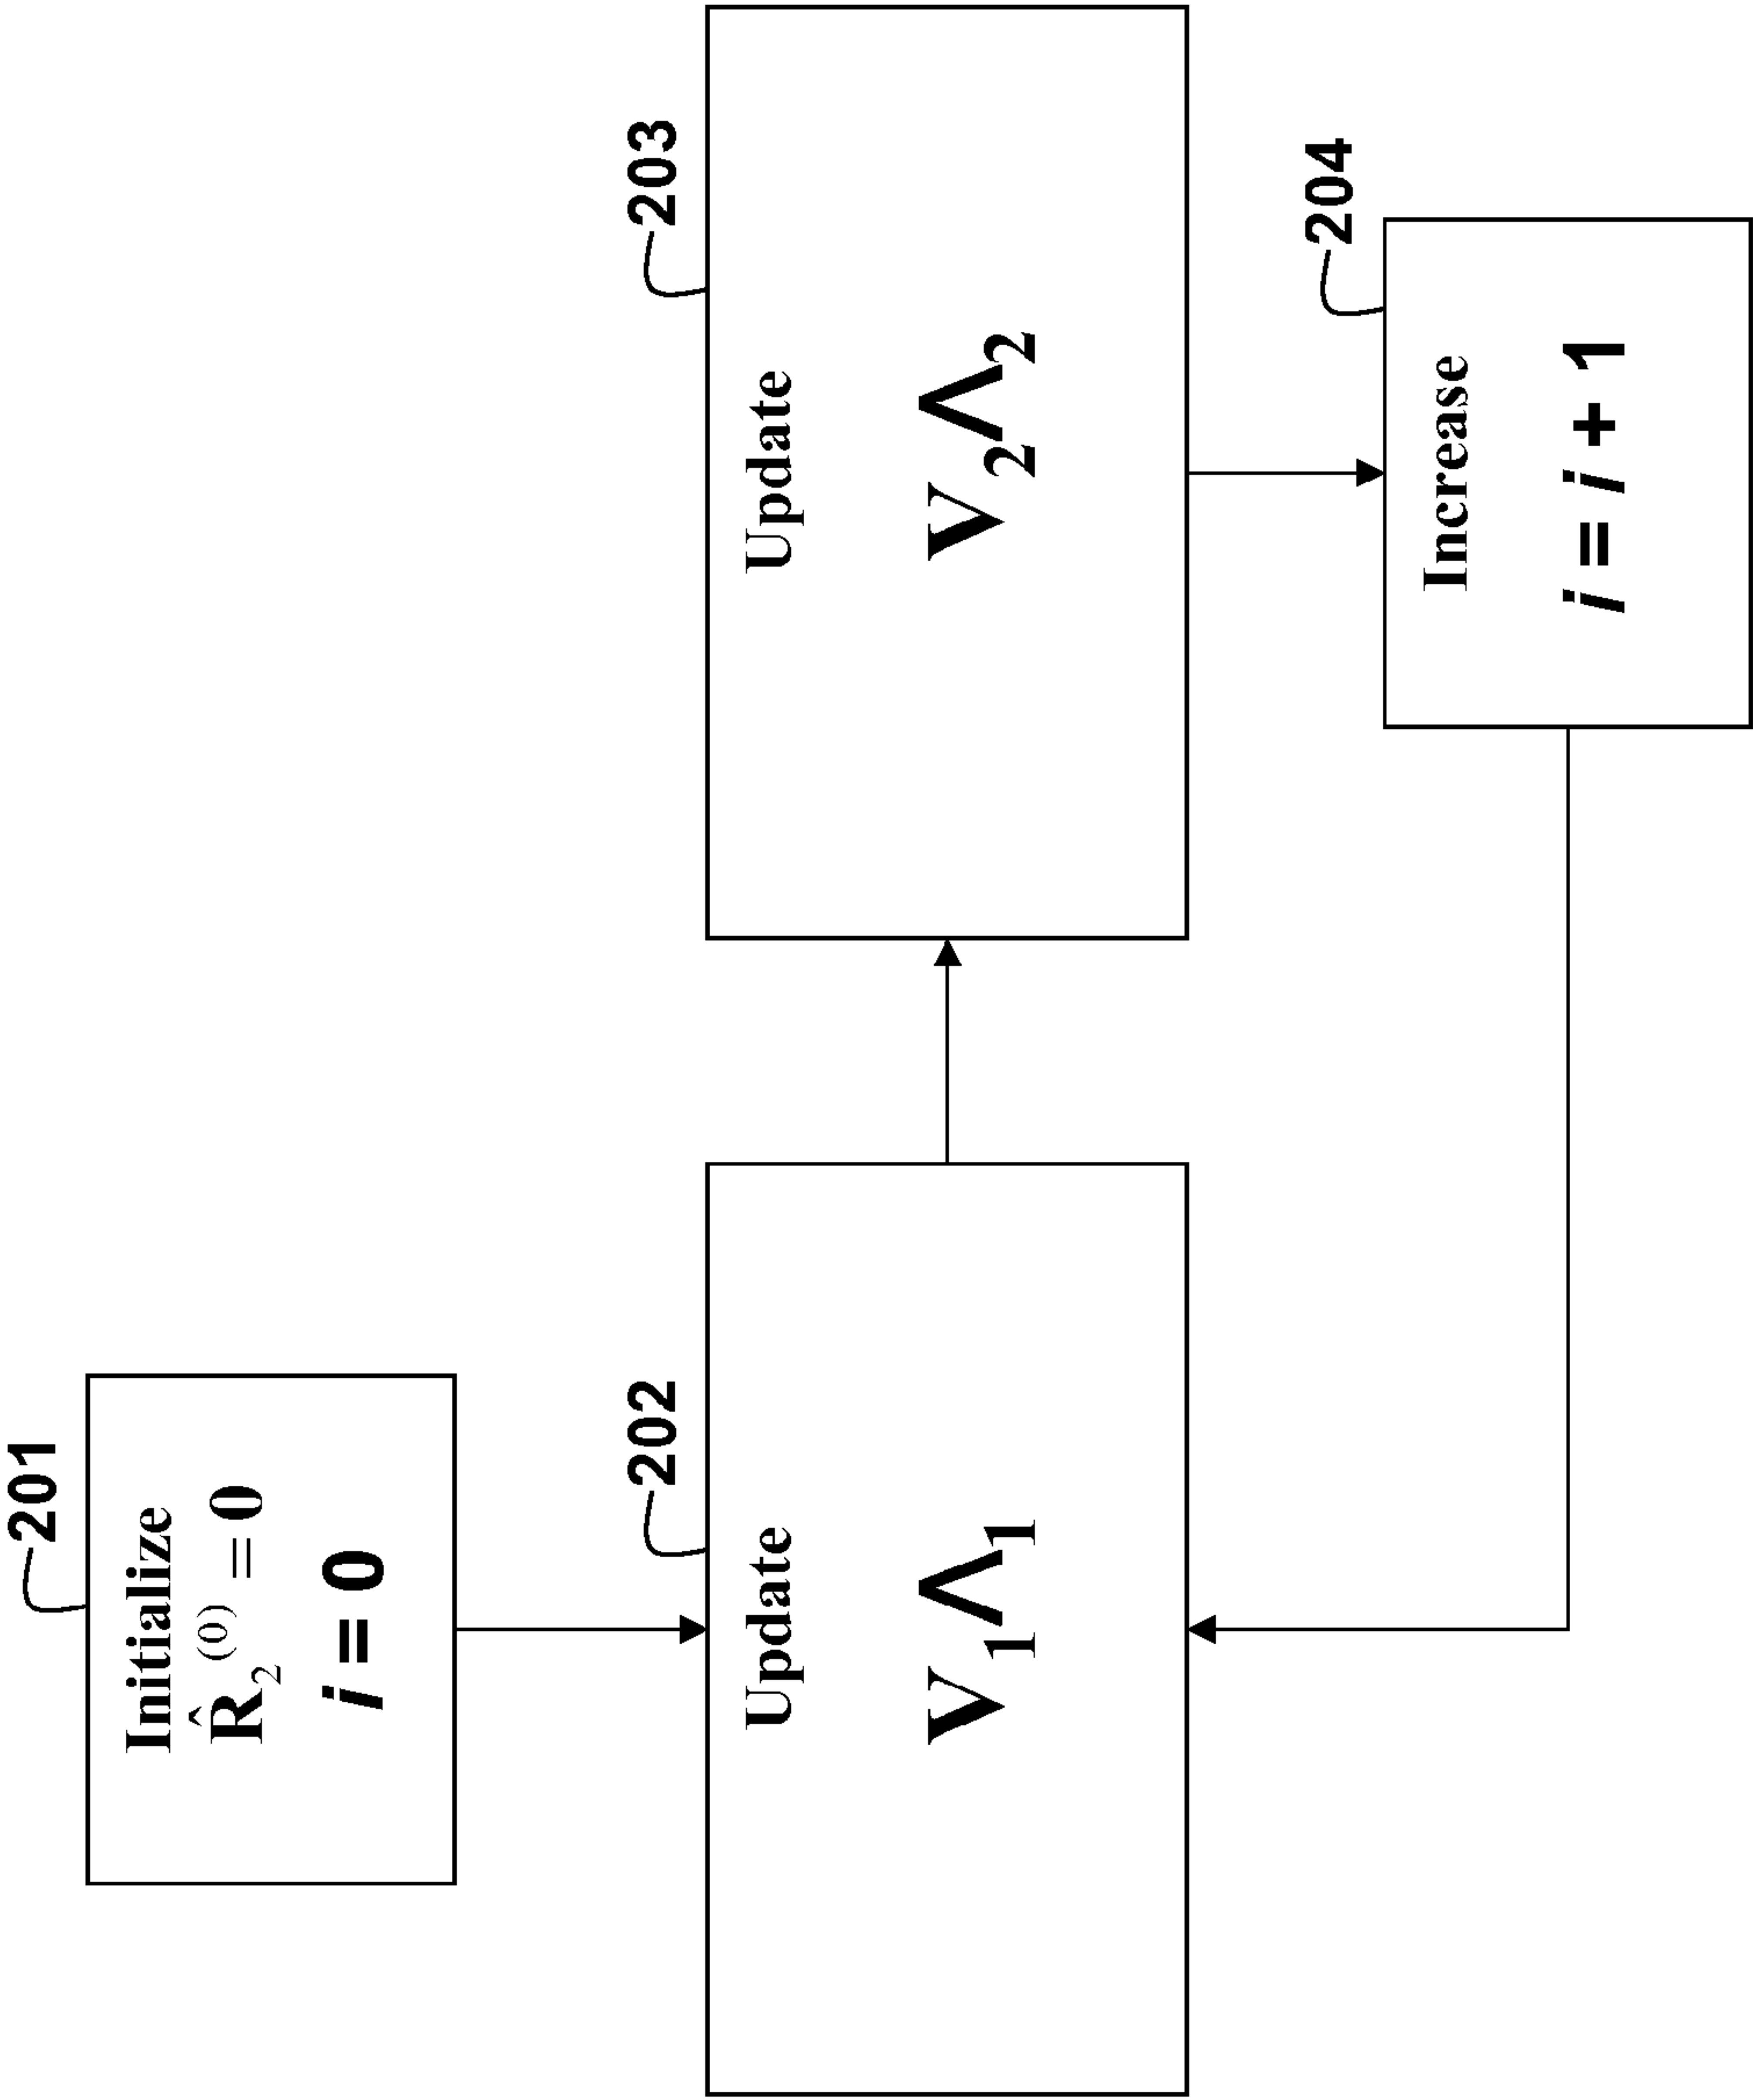 201
Initialize
R̂₂⁽⁰⁾ = 0
i = 0
202
Update
V₁Λ₁
203
Update
V₂Λ₂
204
Increase
i = i + 1